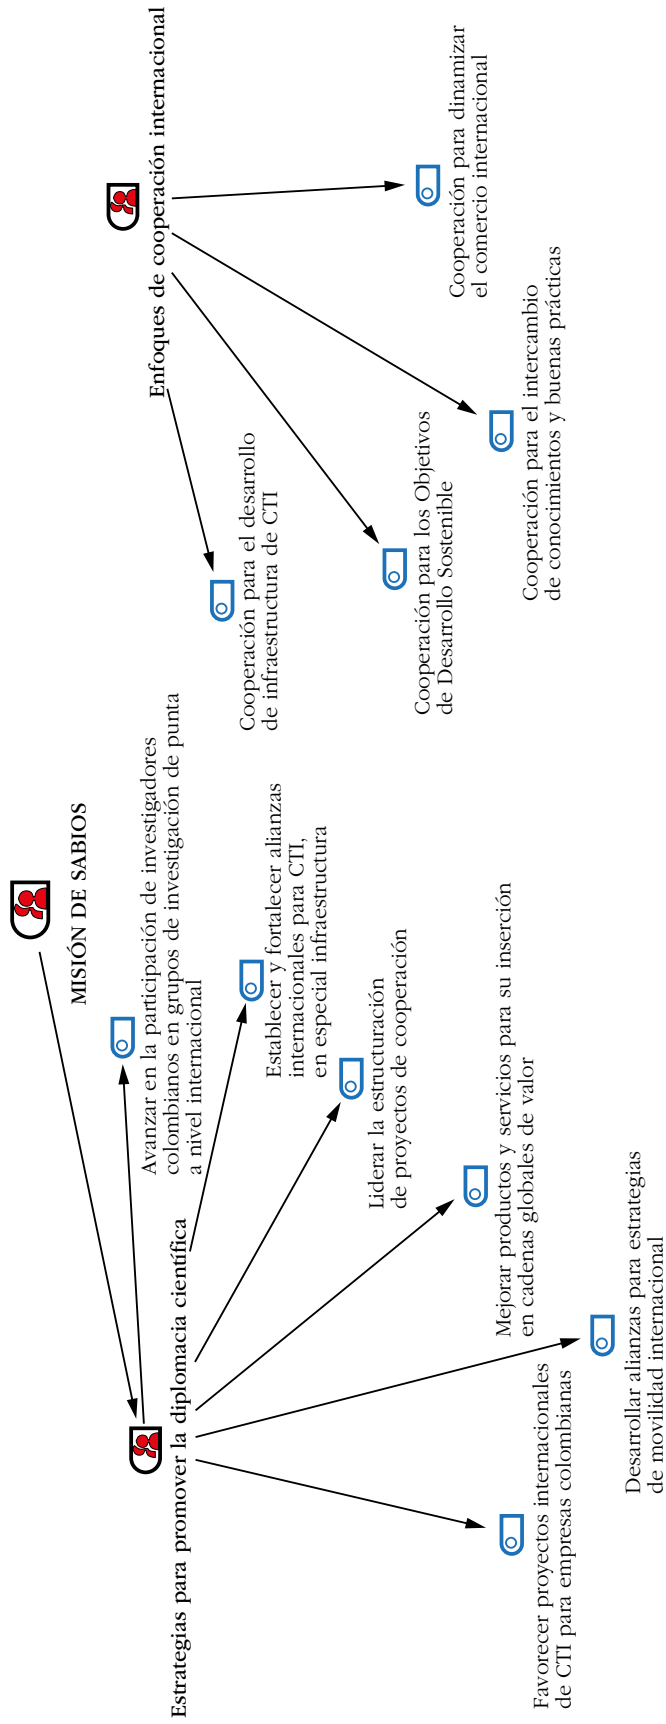 MISIÓN DE SABIOS
Estrategias para promover la diplomacia científica
Avanzar en la participación de investigadores
colombianos en grupos de investigación de punta
a nivel internacional
Establecer y fortalecer alianzas
internacionales para CTI,
en especial infraestructura
Liderar la estructuración
de proyectos de cooperación
Mejorar productos y servicios para su inserción
en cadenas globales de valor
Desarrollar alianzas para estrategias
de movilidad internacional
Favorecer proyectos internacionales
de CTI para empresas colombianas
Enfoques de cooperación internacional
Cooperación para el desarrollo
de infraestructura de CTI
Cooperación para los Objetivos
de Desarrollo Sostenible
Cooperación para el intercambio
de conocimientos y buenas prácticas
Cooperación para dinamizar
el comercio internacional